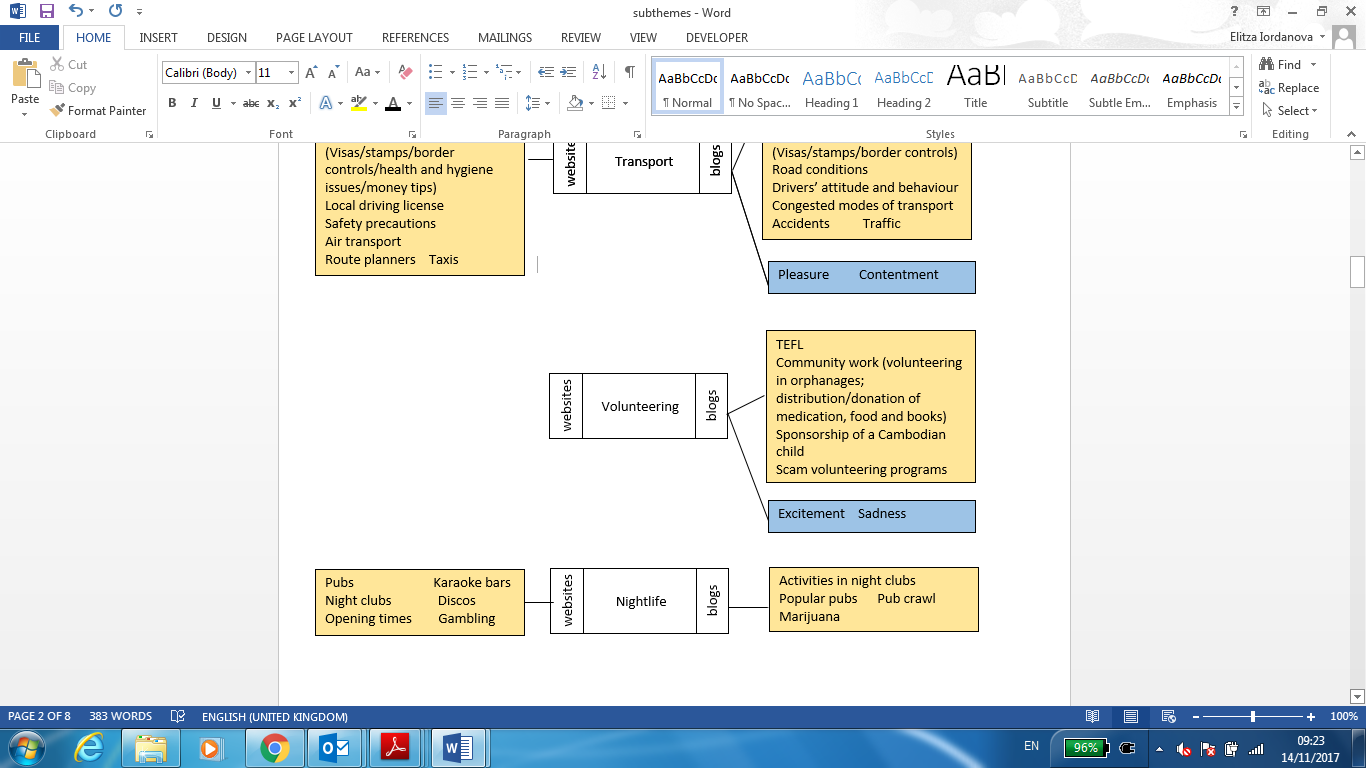 subthemes - Word
Elitza Iordanova
FILE HOME INSERT DESIGN PAGE LAYOUT REFERENCES MAILINGS REVIEW VIEW DEVELOPER
Paste
Cut
Copy
Format Painter
Clipboard
Calibri (Body) 11
Aa
B I U abc x₂ x²
A ab A
Font
Paragraph
AaBbCcDc AaBbCcDc AaBbCc AaBbCcD AaBl AaBbCcD AaBbCcDc AaBbCcDc
¶ Normal ¶ No Spac... Heading 1 Heading 2 Title Subtitle Subtle Em... Emphasis
Styles
Find
Replace
Select
Editing
(Visas/stamps/border
controls/health and hygiene
issues/money tips)
Local driving license
Safety precautions
Air transport
Route planners Taxis
websites
Transport
blogs
(Visas/stamps/border controls)
Road conditions
Drivers’ attitude and behaviour
Congested modes of transport
Accidents Traffic
Pleasure Contentment
websites
Volunteering
blogs
TEFL
Community work (volunteering
in orphanages;
distribution/donation of
medication, food and books)
Sponsorship of a Cambodian
child
Scam volunteering programs
Excitement Sadness
Pubs Karaoke bars
Night clubs Discos
Opening times Gambling
websites
Nightlife
blogs
Activities in night clubs
Popular pubs Pub crawl
Marijuana
PAGE 2 OF 8 383 WORDS ENGLISH (UNITED KINGDOM) 100%
EN 96% 09:23
14/11/2017